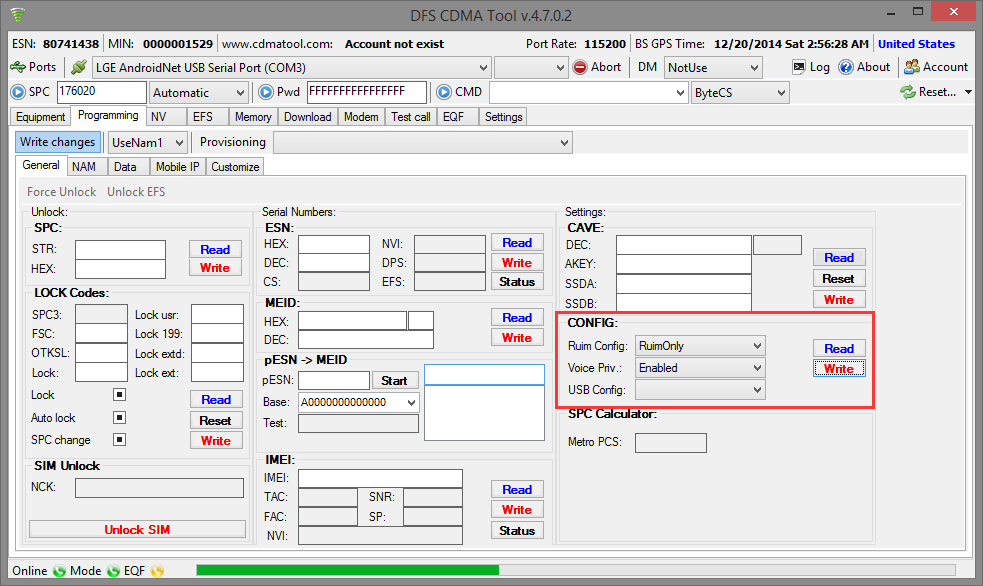 DFS CDMA Tool v.4.7.0.2
ESN: 80741438 MIN: 0000001529 www.cdmatool.com: Account not exist Port Rate: 115200 BS GPS Time: 12/20/2014 Sat 2:56:28 AM United States
Ports LGE AndroidNet USB Serial Port (COM3) Abort DM NotUse Log About Account
SPC 176020 Automatic Pwd FFFFFFFFFFFFFFFF CMD ByteCS Reset...
Equipment Programming NV EFS Memory Download Modem Test call EQF Settings
Write changes UseNam1 Provisioning
General NAM Data Mobile IP Customize
Force Unlock Unlock EFS
Unlock:
SPC:
STR: Read
HEX: Write
LOCK Codes:
SPC3: Lock usr:
FSC: Lock 199:
OTKSL: Lock extd:
Lock: Lock ext:
Lock Read
Auto lock Reset
SPC change Write
SIM Unlock
NCK:
Unlock SIM
Serial Numbers:
ESN:
HEX: NVI: Read
DEC: DPS: Write
CS: EFS: Status
MEID:
HEX: Read
DEC: Write
pESN -> MEID
pESN: Start
Base: A0000000000000
Test:
IMEI:
IMEI: Read
TAC: SNR:
FAC: SP: Write
NVI: Status
Settings:
CAVE:
DEC: Read
AKEY:
SSDA: Reset
SSDB: Write
CONFIG:
Ruim Config: RuimOnly Read
Voice Priv.: Enabled Write
USB Config:
SPC Calculator:
Metro PCS:
Online Mode EQF